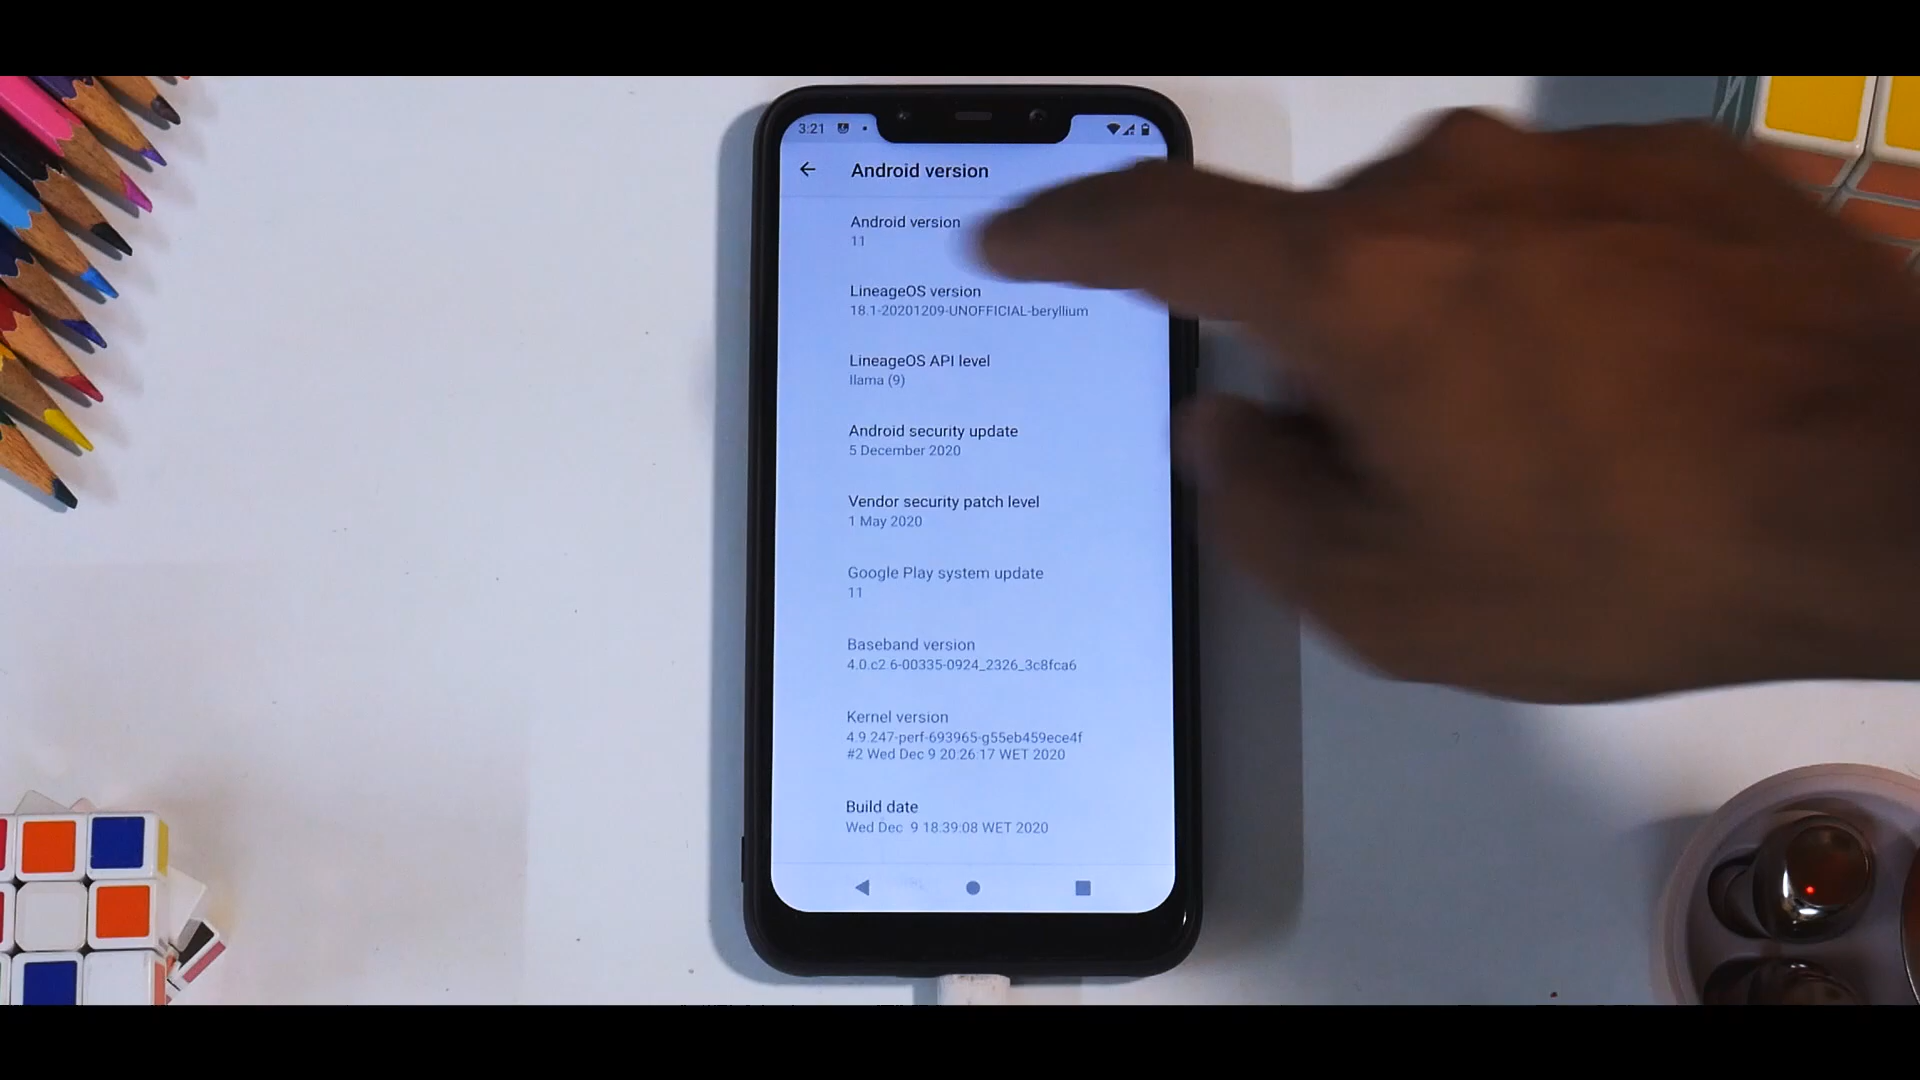 3:21
Android version
Android version
11
LineageOS version
18.1-20201209-UNOFFICIAL-beryllium
LineageOS API level
llama (9)
Android security update
5 December 2020
Vendor security patch level
1 May 2020
Google Play system update
11
Baseband version
4.0.c2.6-00335-0924_2326_3c8fca6
Kernel version
4.9.247-perf-693965-g55eb459ece4f
#2 Wed Dec 9 20:26:17 WET 2020
Build date
Wed Dec 9 18:39:08 WET 2020